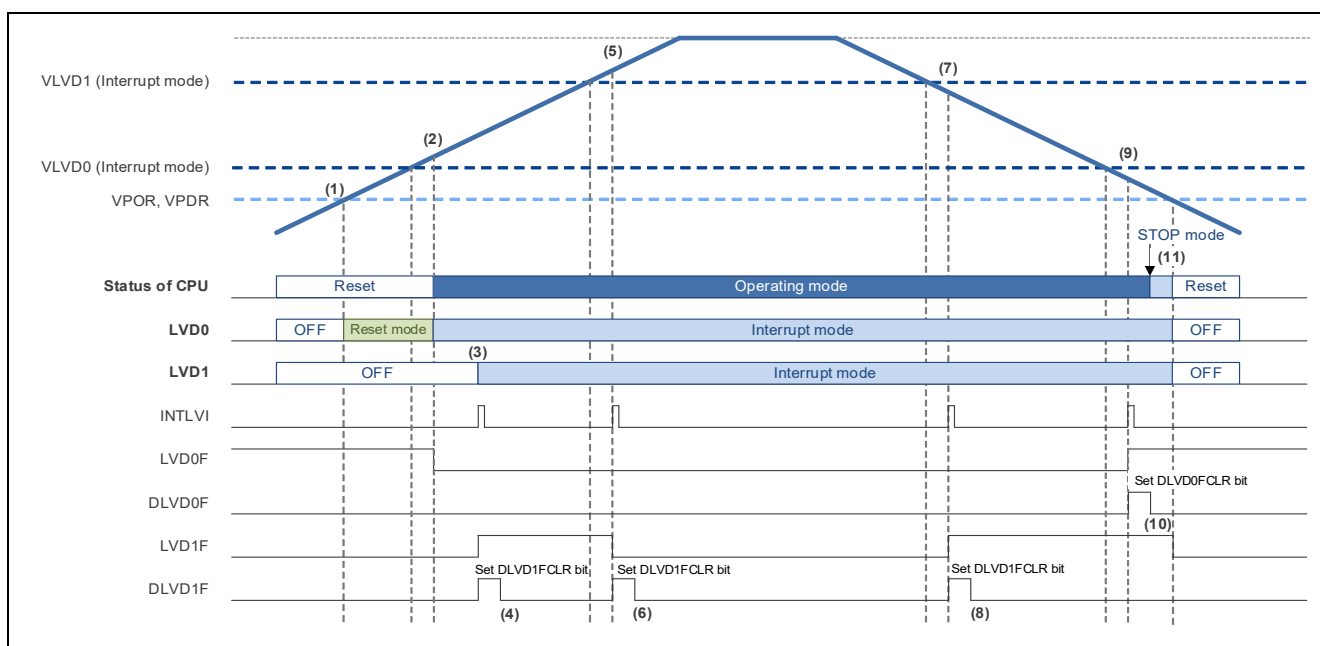 (5)
VLVD1 (Interrupt mode)
(7)
(2)
VLVD0 (Interrupt mode)
(9)
(1)
VPOR, VPDR
STOP mode
(11)
Status of CPU
Reset
Operating mode
Reset
LVD0
OFF
Reset mode
Interrupt mode
OFF
(3)
LVD1
OFF
Interrupt mode
OFF
INTLVI
LVD0F
Set DLVD0FCLR bit
DLVD0F
(10)
LVD1F
Set DLVD1FCLR bit
Set DLVD1FCLR bit
Set DLVD1FCLR bit
DLVD1F
(4)
(6)
(8)